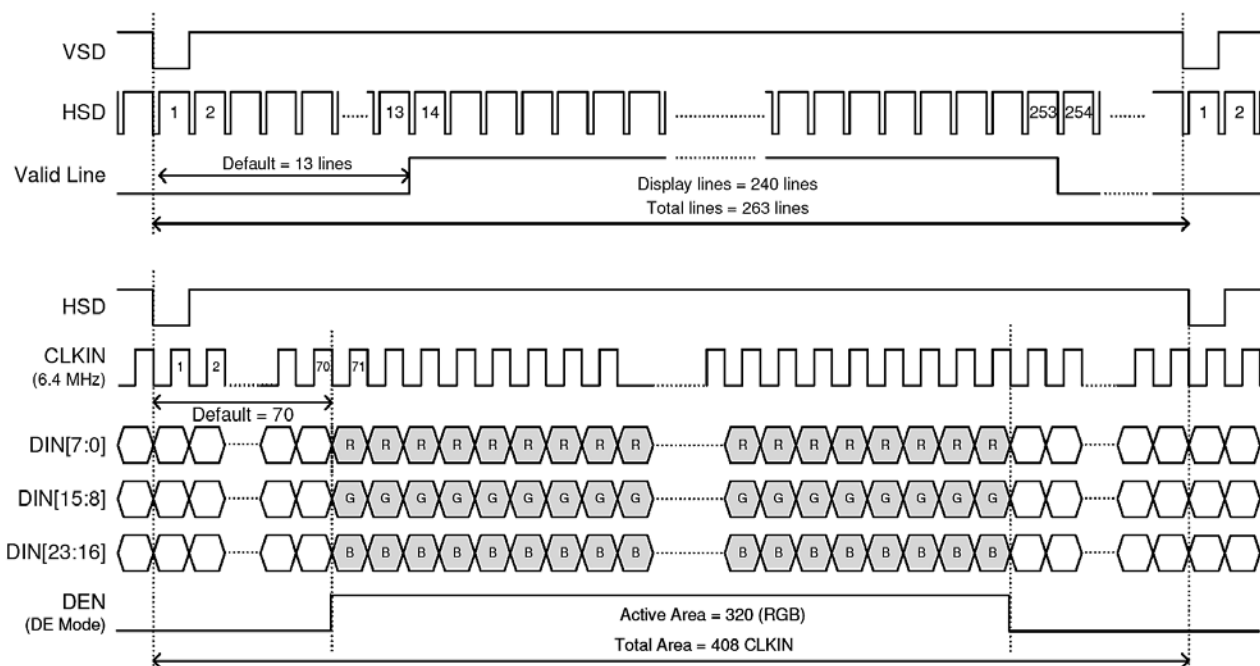 VSD
HSD 1 2 ...... 13 14 .................. 253 254 ...... 1 2
Valid Line
Default = 13 lines
Display lines = 240 lines
Total lines = 263 lines
HSD
CLKIN 1 2 70 71
(6.4 MHz)
Default = 70
DIN[7:0] R R R R R R R R R R R R R R R R R
DIN[15:8] G G G G G G G G G G G G G G G G G
DIN[23:16] B B B B B B B B B B B B B B B B B
DEN
(DE Mode)
Active Area = 320 (RGB)
Total Area = 408 CLKIN